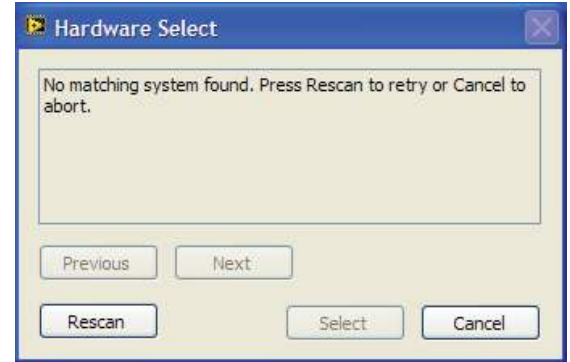 Hardware Select
No matching system found. Press Rescan to retry or Cancel to
abort.
Previous Next
Rescan Select Cancel